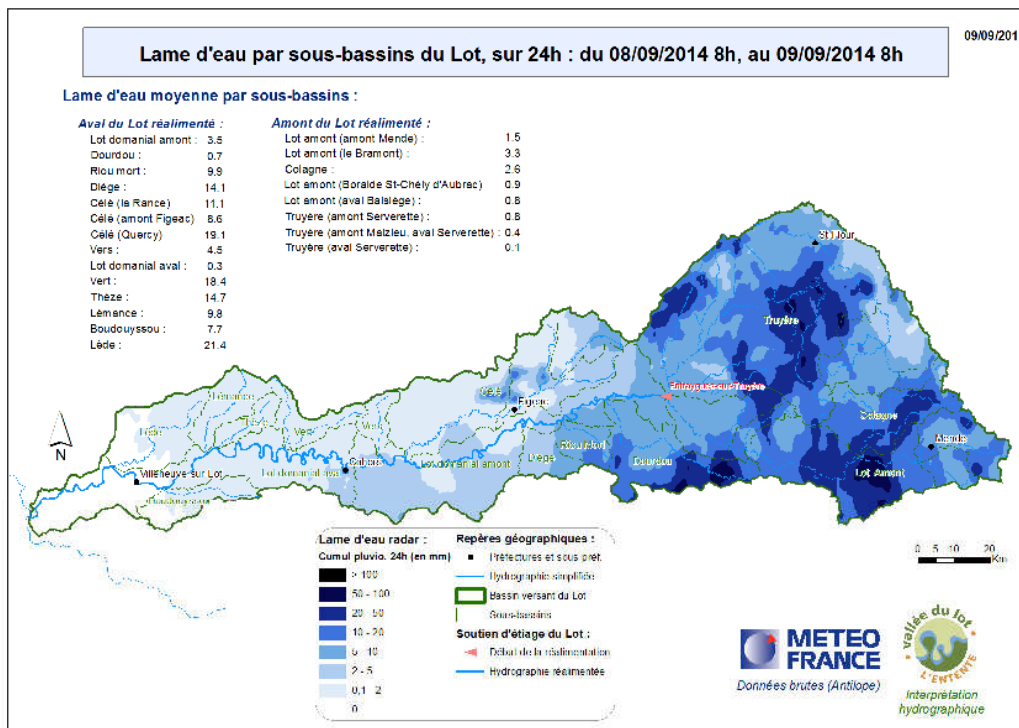 09/09/201
Lame d'eau par sous-bassins du Lot, sur 24h : du 08/09/2014 8h, au 09/09/2014 8h
Lame d'eau moyenne par sous-bassins :
Aval du Lot réalimenté :
Lot domanial amont : 3.5
Dourdou : 0.7
Riou mort : 9.9
Diége : 14.1
Célé (la Rance) 11.1
Célé (amont Figeac) 8.6
Célé (Quercy) 19.1
Vers : 4.5
Lot domanial aval : 0.3
Vert : 18.4
Thèze : 14.7
Lémance : 9.8
Boudouyssou : 7.7
Lède : 21.4
Amont du Lot réalimenté :
Lot amont (amont Mende) : 1.5
Lot amont (le Bramont) : 3.3
Colagne : 2.6
Lot amont (Boralde St-Chély d'Aubrac) 0.9
Lot amont (aval Balsiège) : 0.8
Truyère (amont Serverette) : 0.8
Truyère (amont Malzieu, aval Serverette) : 0.4
Truyère (aval Serverette) : 0.1
St Flour
Truyère
Entraygues-sur-Truyère
Célé
Figeac
Lémance
Thèze
Vert
Vers
Lède
Colagne
Mende
Riou Mort
Diège
Dourdou
Lot Amont
Lot domanial amont
Cahors
Lot domanial aval
Villeneuve sur Lot
Boudouyssou
N
Lame d'eau radar :
Cumul pluvio. 24h (en mm)
> 100
50 - 100
20 - 50
10 - 20
5 - 10
2 - 5
0,1 - 2
0
Repères géographiques :
Préfectures et sous préf.
Hydrographie simplifiée
Bassin versant du Lot
Sous-bassins
Soutien d'étiage du Lot :
Début de la réalimentation
Hydrographie réalimentée
0 5 10 20
Km
METEO
FRANCE
Données brutes (Antilope)
vallée du lot
L'ENTENTE
Interprétation
hydrographique